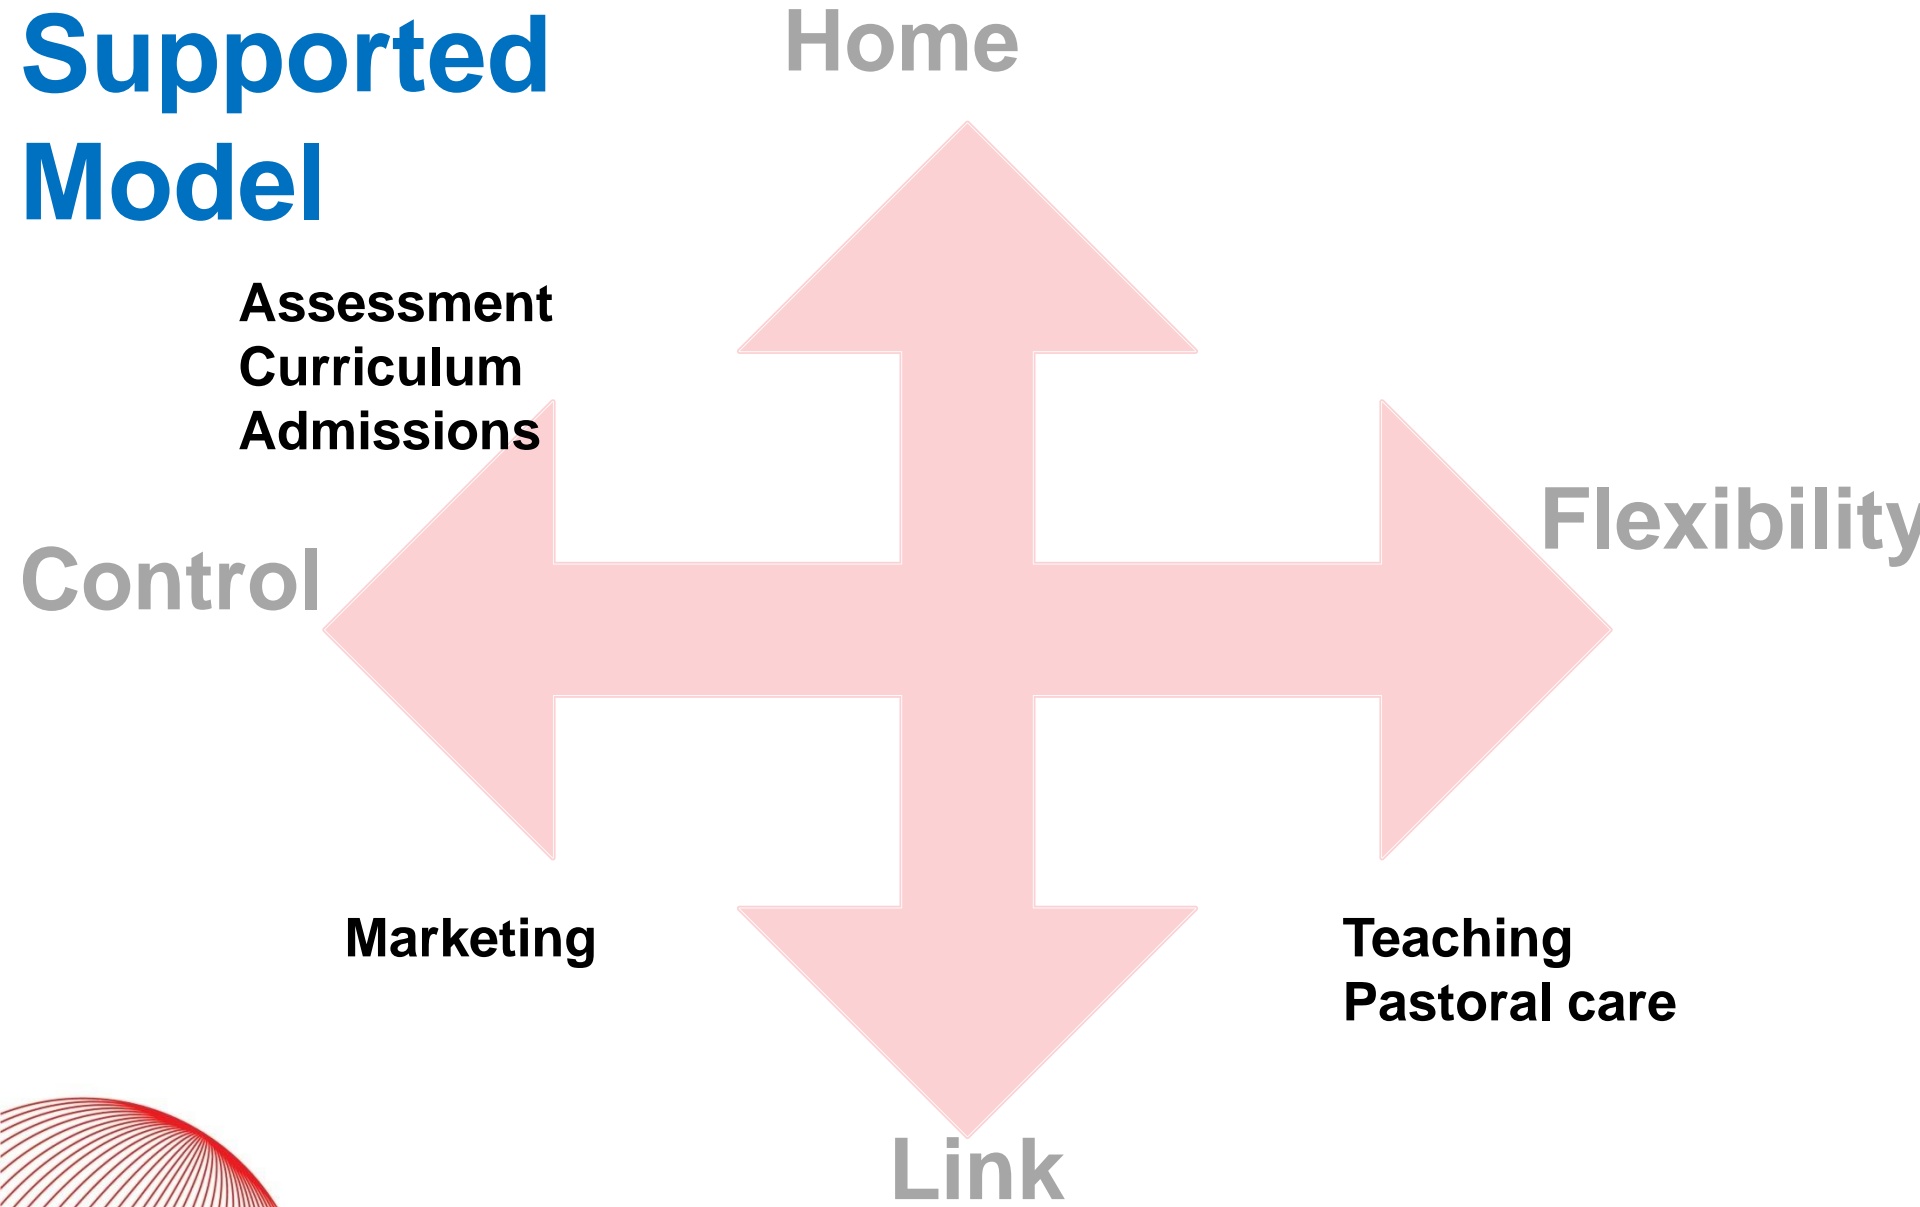 Supported
Model
Home
Assessment
Curriculum
Admissions
Flexibility
Control
Marketing
Teaching
Pastoral care
Link